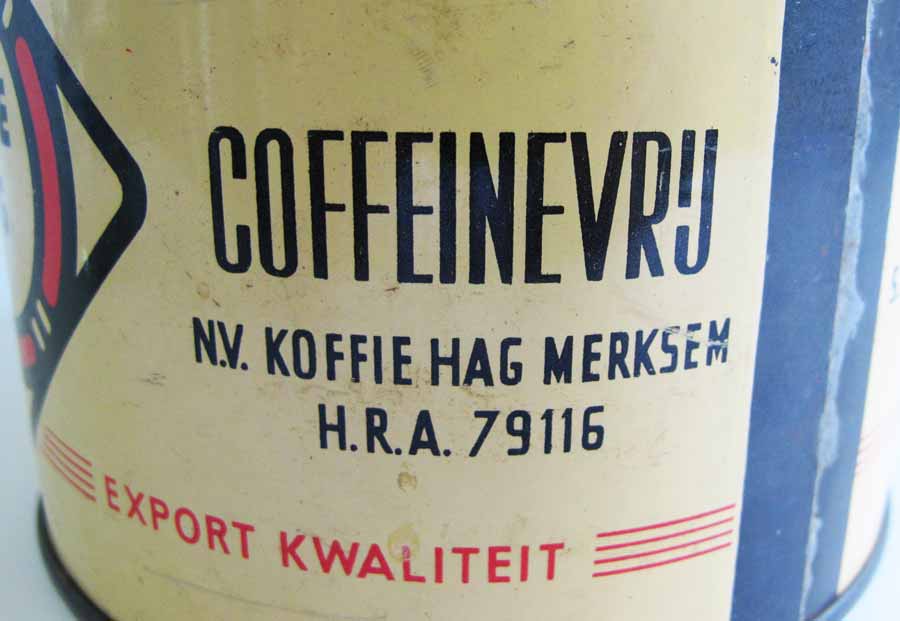 COFFEINEVRIJ
N.V. KOFFIE HAG MERKSEM
H.R.A. 79116
EXPORT KWALITEIT